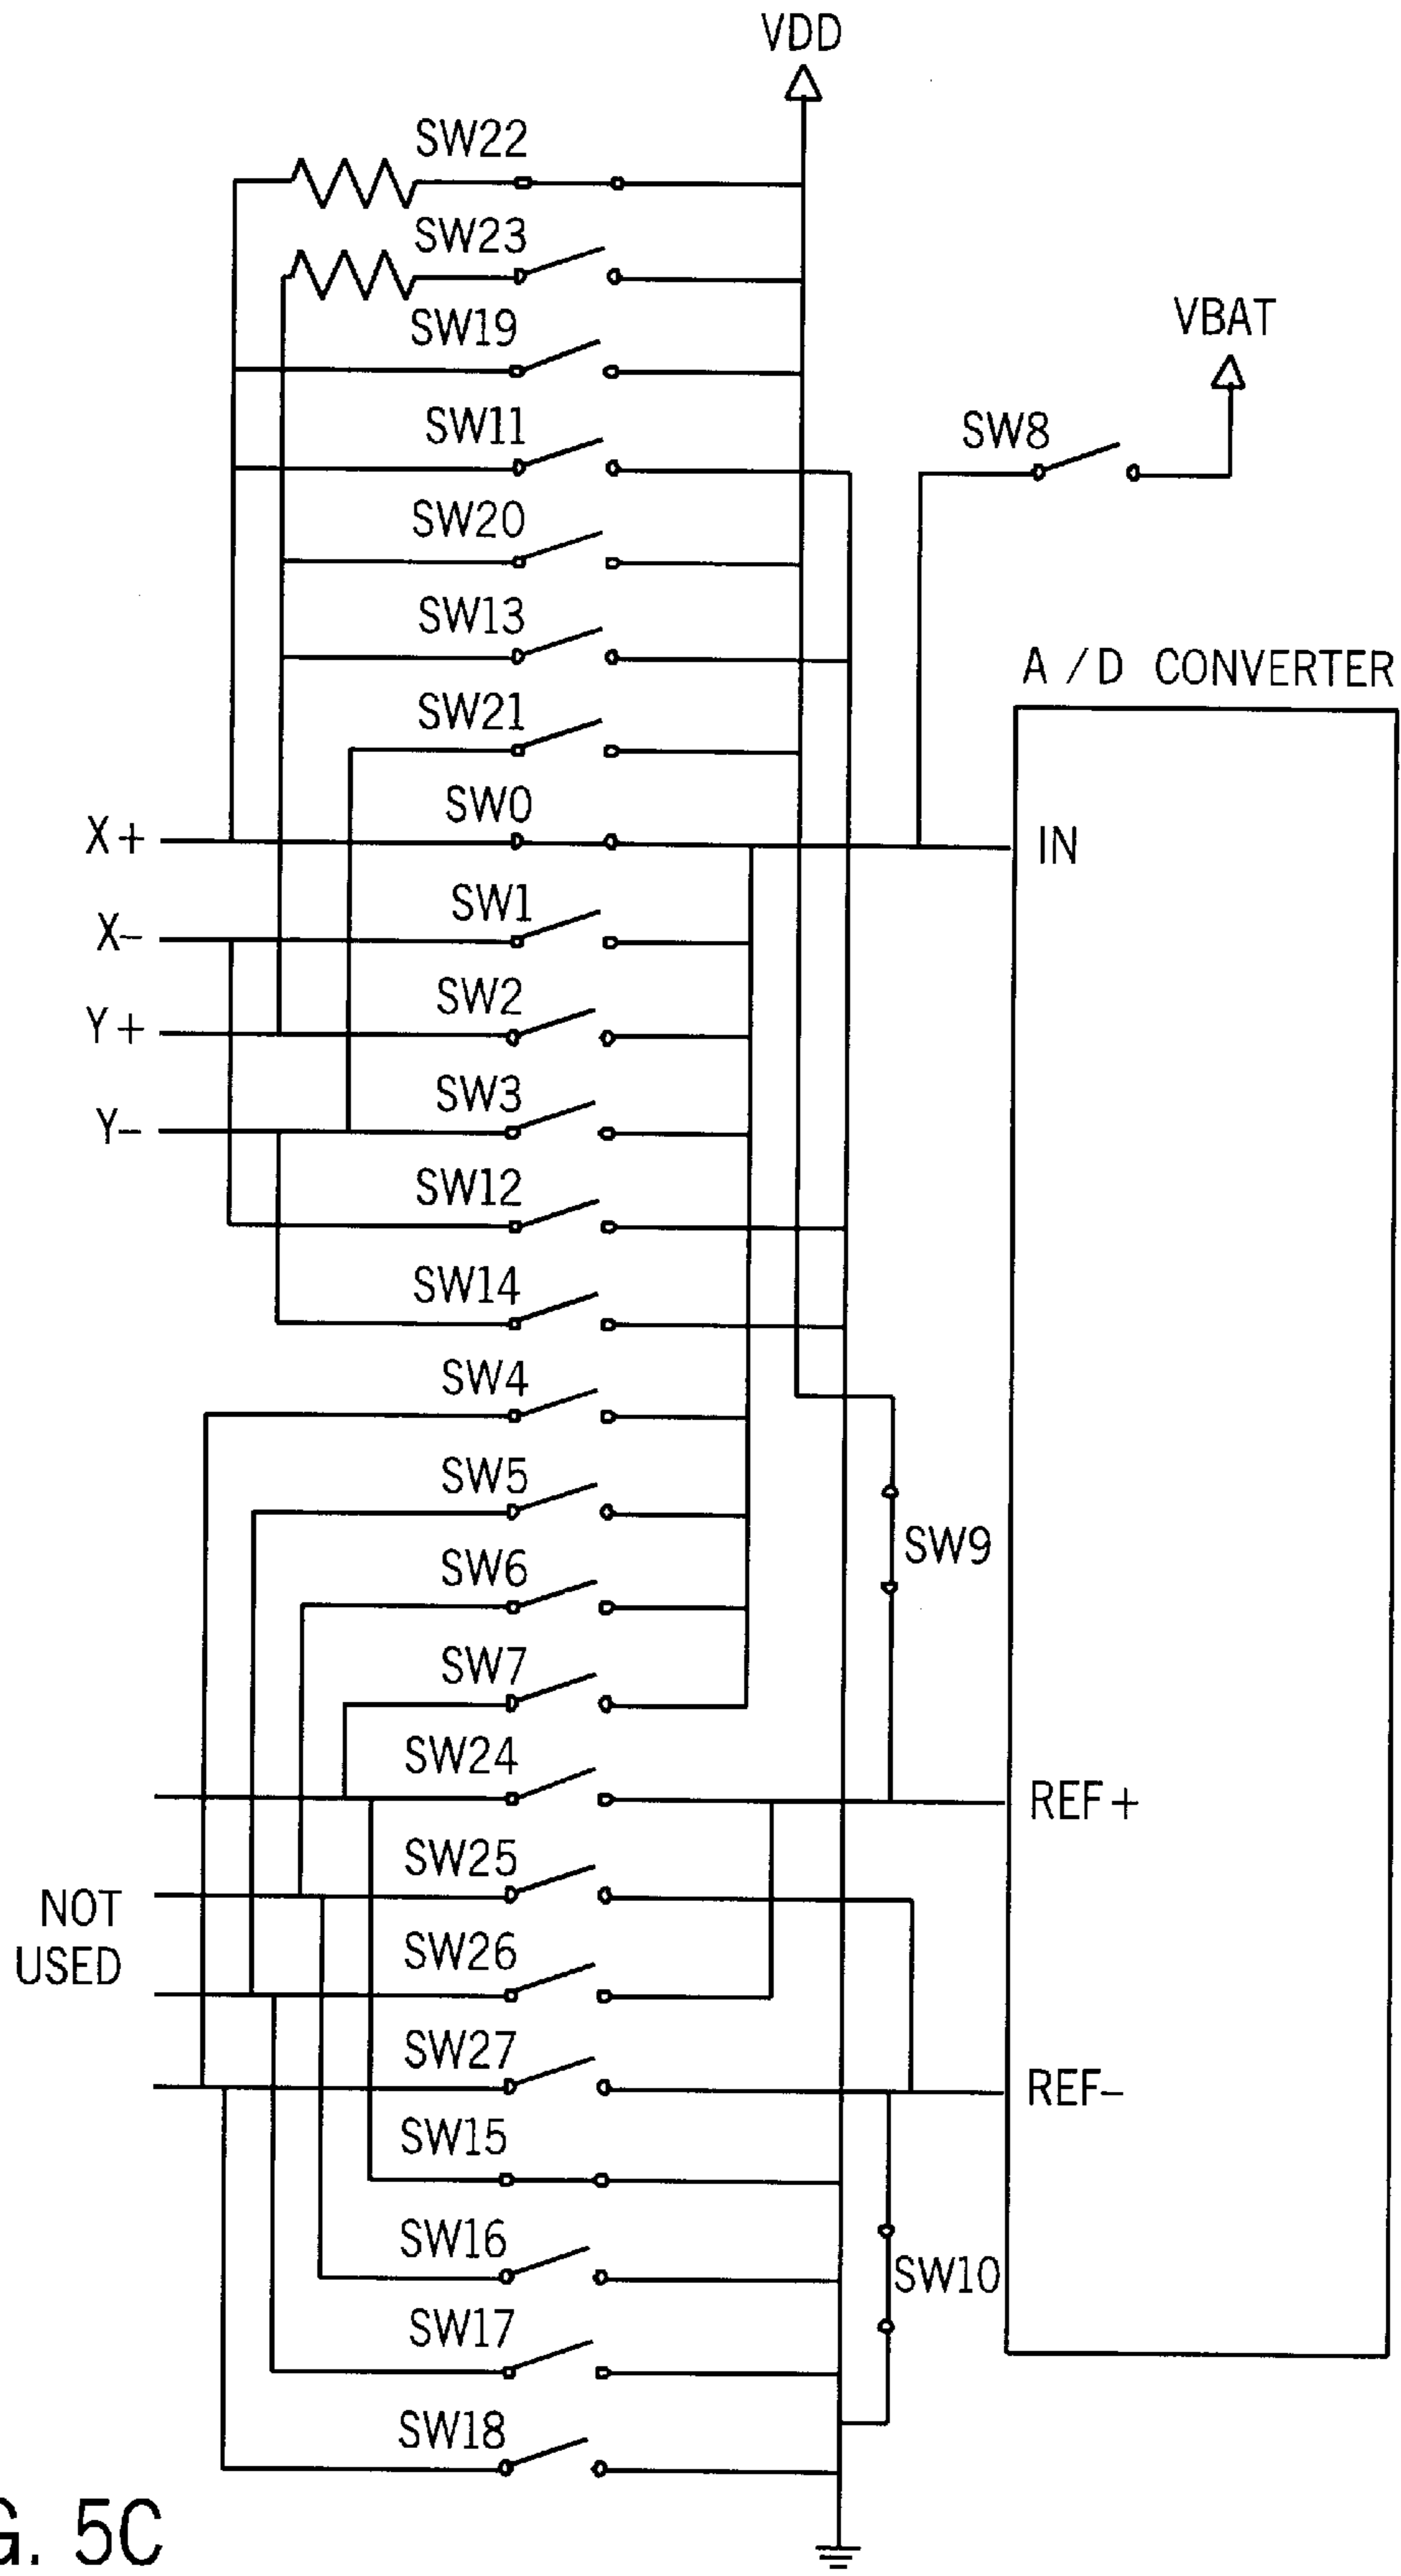 VDD
SW22
SW23
SW19
VBAT
SW11
SW8
SW20
SW13
A/D CONVERTER
SW21
SW0
X+
IN
SW1
X-
SW2
Y+
SW3
Y-
SW12
SW14
SW4
SW5
SW9
SW6
SW7
SW24
REF+
SW25
NOT
USED
SW26
SW27
REF-
SW15
SW16
SW10
SW17
SW18
G. 5C